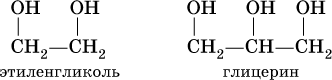 OH OH OH OH OH
CH₂—CH₂ CH₂—CH—CH₂
этиленгликоль глицерин